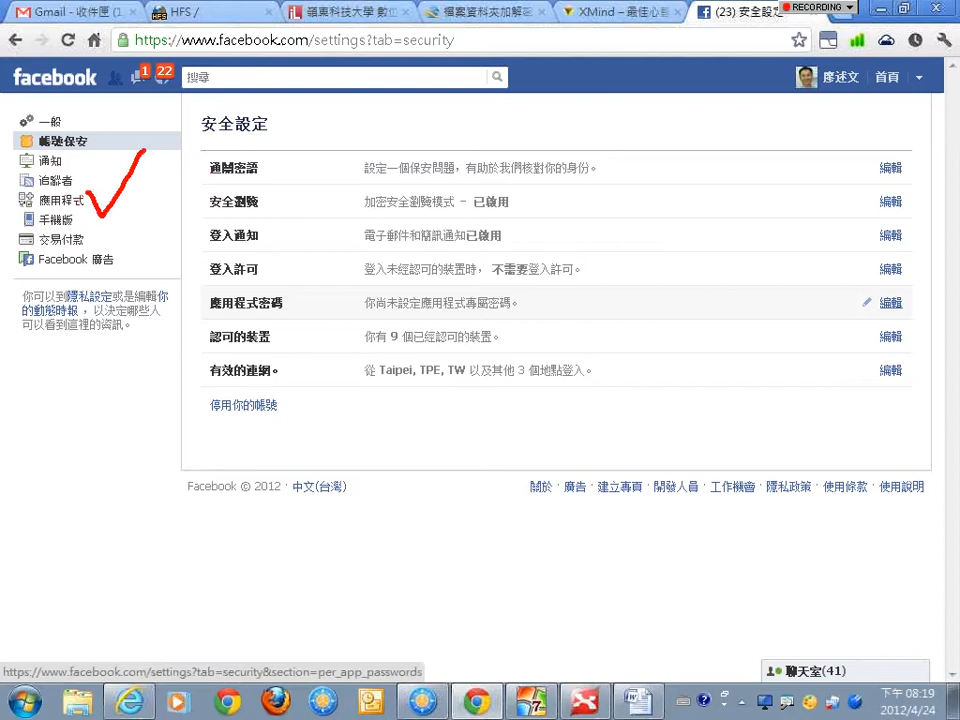 Gmail - 收件匣 (1
HFS /
嶺東科技大學 數位
檔案資料夾加解密
XMind – 最佳心智
(23) 安全設定
RECORDING
https://www.facebook.com/settings?tab=security
facebook
1
22
搜尋
廖述文
首頁
一般
帳號保安
通知
追蹤者
應用程式
手機版
交易付款
Facebook 廣告
你可以到隱私設定或是編輯你
的動態時報，以決定哪些人
可以看到這裡的資訊。
安全設定
通關密語 設定一個保安問題，有助於我們核對你的身份。 編輯
安全瀏覽 加密安全瀏覽模式 – 已啟用 編輯
登入通知 電子郵件和簡訊通知已啟用 編輯
登入許可 登入未經認可的裝置時， 不需要登入許可。 編輯
應用程式密碼 你尚未設定應用程式專屬密碼。 編輯
認可的裝置 你有 9 個已經認可的裝置。 編輯
有效的連網。 從 Taipei, TPE, TW 以及其他 3 個地點登入。 編輯
停用你的帳號
Facebook © 2012 · 中文(台灣)
關於 · 廣告 · 建立專頁 · 開發人員 · 工作機會 · 隱私政策 · 使用條款 · 使用說明
https://www.facebook.com/settings?tab=security&section=per_app_passwords
聊天室(41)
下午 08:19
2012/4/24